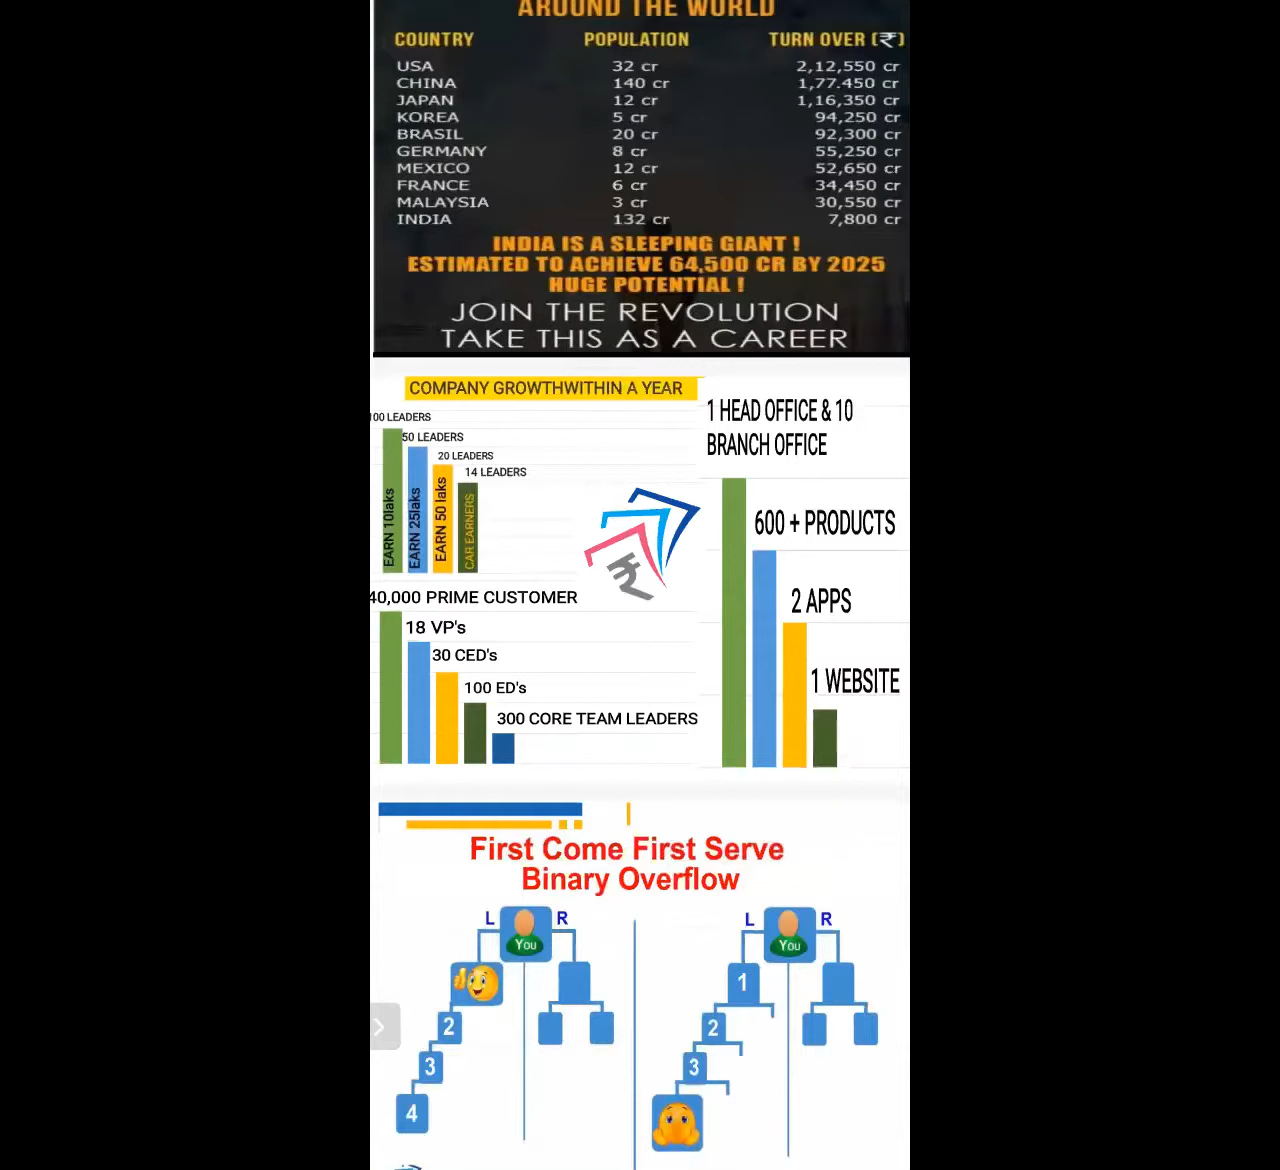 AROUND THE WORLD
COUNTRY POPULATION TURN OVER (₹)
USA 32 cr 2,12,550 cr
CHINA 140 cr 1,77.450 cr
JAPAN 12 cr 1,16,350 cr
KOREA 5 cr 94,250 cr
BRASIL 20 cr 92,300 cr
GERMANY 8 cr 55,250 cr
MEXICO 12 cr 52,650 cr
FRANCE 6 cr 34,450 cr
MALAYSIA 3 cr 30,550 cr
INDIA 132 cr 7,800 cr
INDIA IS A SLEEPING GIANT !
ESTIMATED TO ACHIEVE 64,500 CR BY 2025
HUGE POTENTIAL !
JOIN THE REVOLUTION
TAKE THIS AS A CAREER
COMPANY GROWTHWITHIN A YEAR
100 LEADERS
50 LEADERS
20 LEADERS
14 LEADERS
EARN 10laks
EARN 25laks
EARN 50 laks
CAR EARNERS
₹
40,000 PRIME CUSTOMER
18 VP's
30 CED's
100 ED's
300 CORE TEAM LEADERS
1 HEAD OFFICE & 10
BRANCH OFFICE
600 + PRODUCTS
2 APPS
1 WEBSITE
First Come First Serve
Binary Overflow
L R
You
2
3
4
L R
You
1
2
3